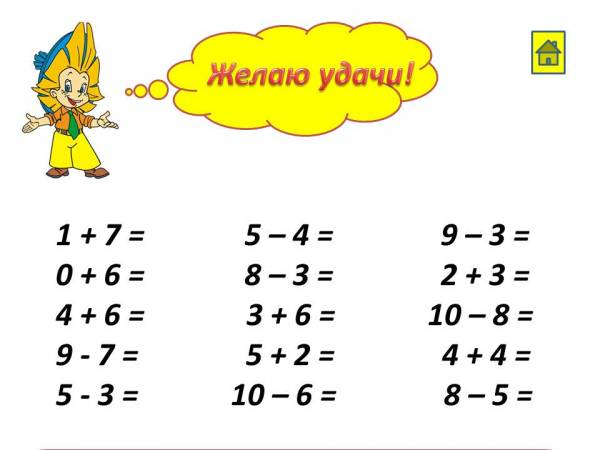 Желаю удачи!
1 + 7 = 5 – 4 = 9 – 3 =
0 + 6 = 8 – 3 = 2 + 3 =
4 + 6 = 3 + 6 = 10 – 8 =
9 - 7 = 5 + 2 = 4 + 4 =
5 - 3 = 10 – 6 = 8 – 5 =